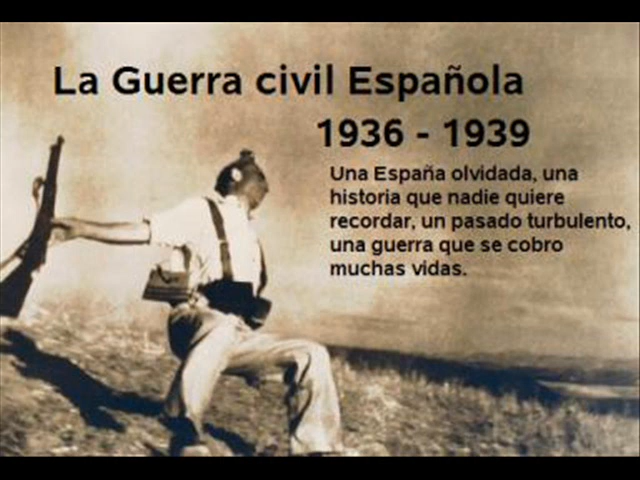 La Guerra civil Española
1936 - 1939
Una España olvidada, una
historia que nadie quiere
recordar, un pasado turbulento,
una guerra que se cobro
muchas vidas.